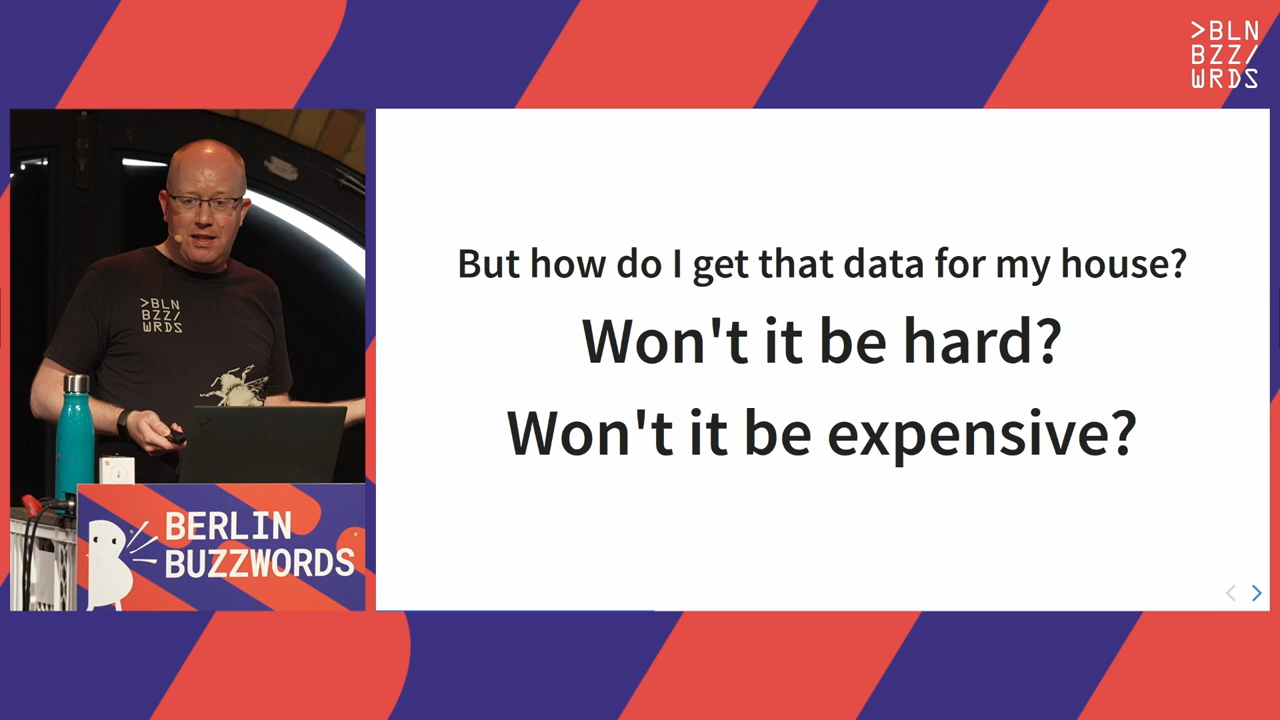 >BLN
BZZ/
WRDS
But how do I get that data for my house?
Won't it be hard?
Won't it be expensive?
>BLN
BZZ/
WRDS
BERLIN
BUZZWORDS